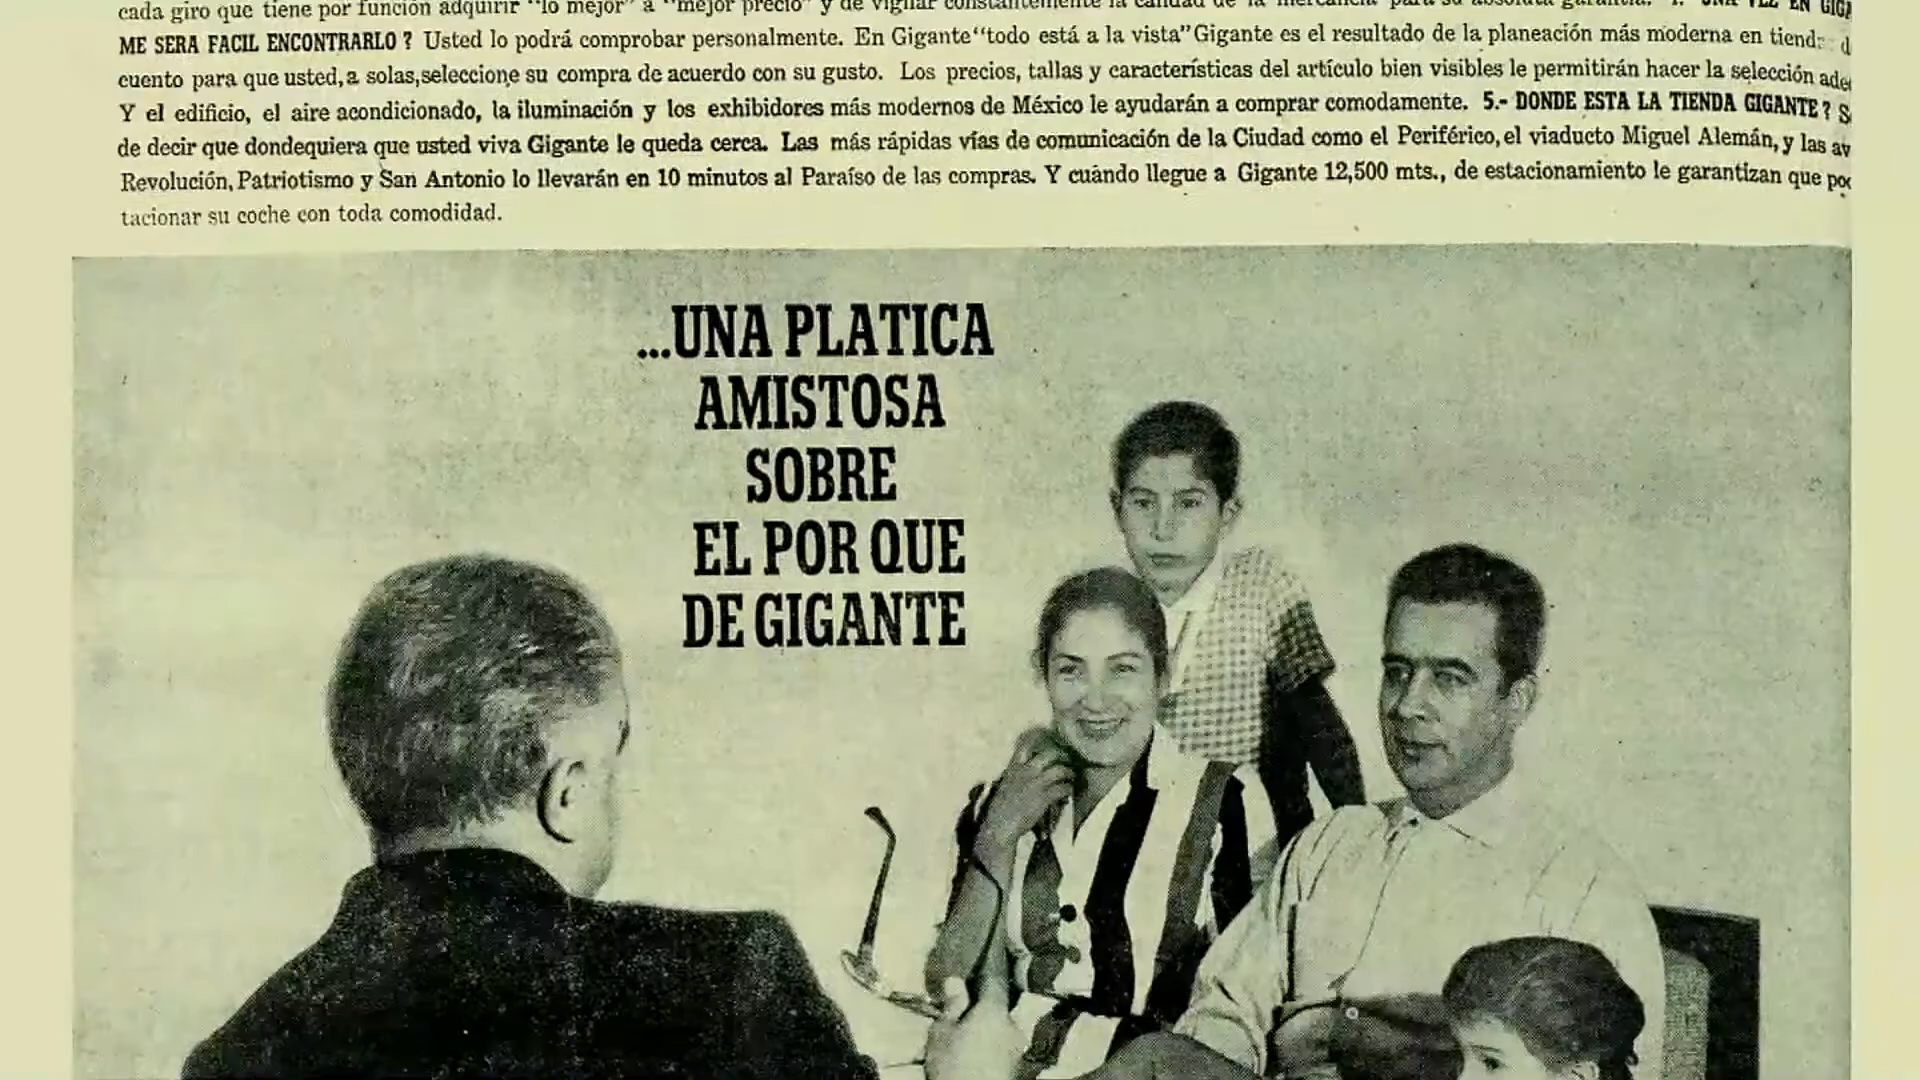 cada giro que tiene por función adquirir "lo mejor" a "mejor precio" y de vigilar constantemente la calidad de la mercancía para su absoluta garantía. UNA VEZ EN
ME SERA FACIL ENCONTRARLO ? Usted lo podrá comprobar personalmente. En Gigante "todo está a la vista" Gigante es el resultado de la planeación más moderna en
cuento para que usted, a solas, seleccione su compra de acuerdo con su gusto. Los precios, tallas y características del artículo bien visibles le permitirán hacer la selección
Y el edificio, el aire acondicionado, la iluminación y los exhibidores más modernos de México le ayudarán a comprar comodamente. 5.- DONDE ESTA LA TIENDA GIGANTE ?
de decir que dondequiera que usted viva Gigante le queda cerca. Las más rápidas vías de comunicación de la Ciudad como el Periférico, el viaducto Miguel Alemán, y las av
Revolución, Patriotismo y San Antonio lo llevarán en 10 minutos al Paraíso de las compras. Y cuándo llegue a Gigante 12,500 mts., de estacionamiento le garantizan que
tacionar su coche con toda comodidad.
...UNA PLATICA
AMISTOSA
SOBRE
EL POR QUE
DE GIGANTE